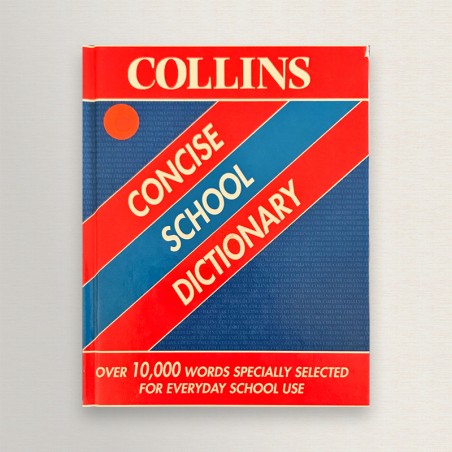 COLLINS
CONCISE
SCHOOL
DICTIONARY
OVER 10,000 WORDS SPECIALLY SELECTED
FOR EVERYDAY SCHOOL USE